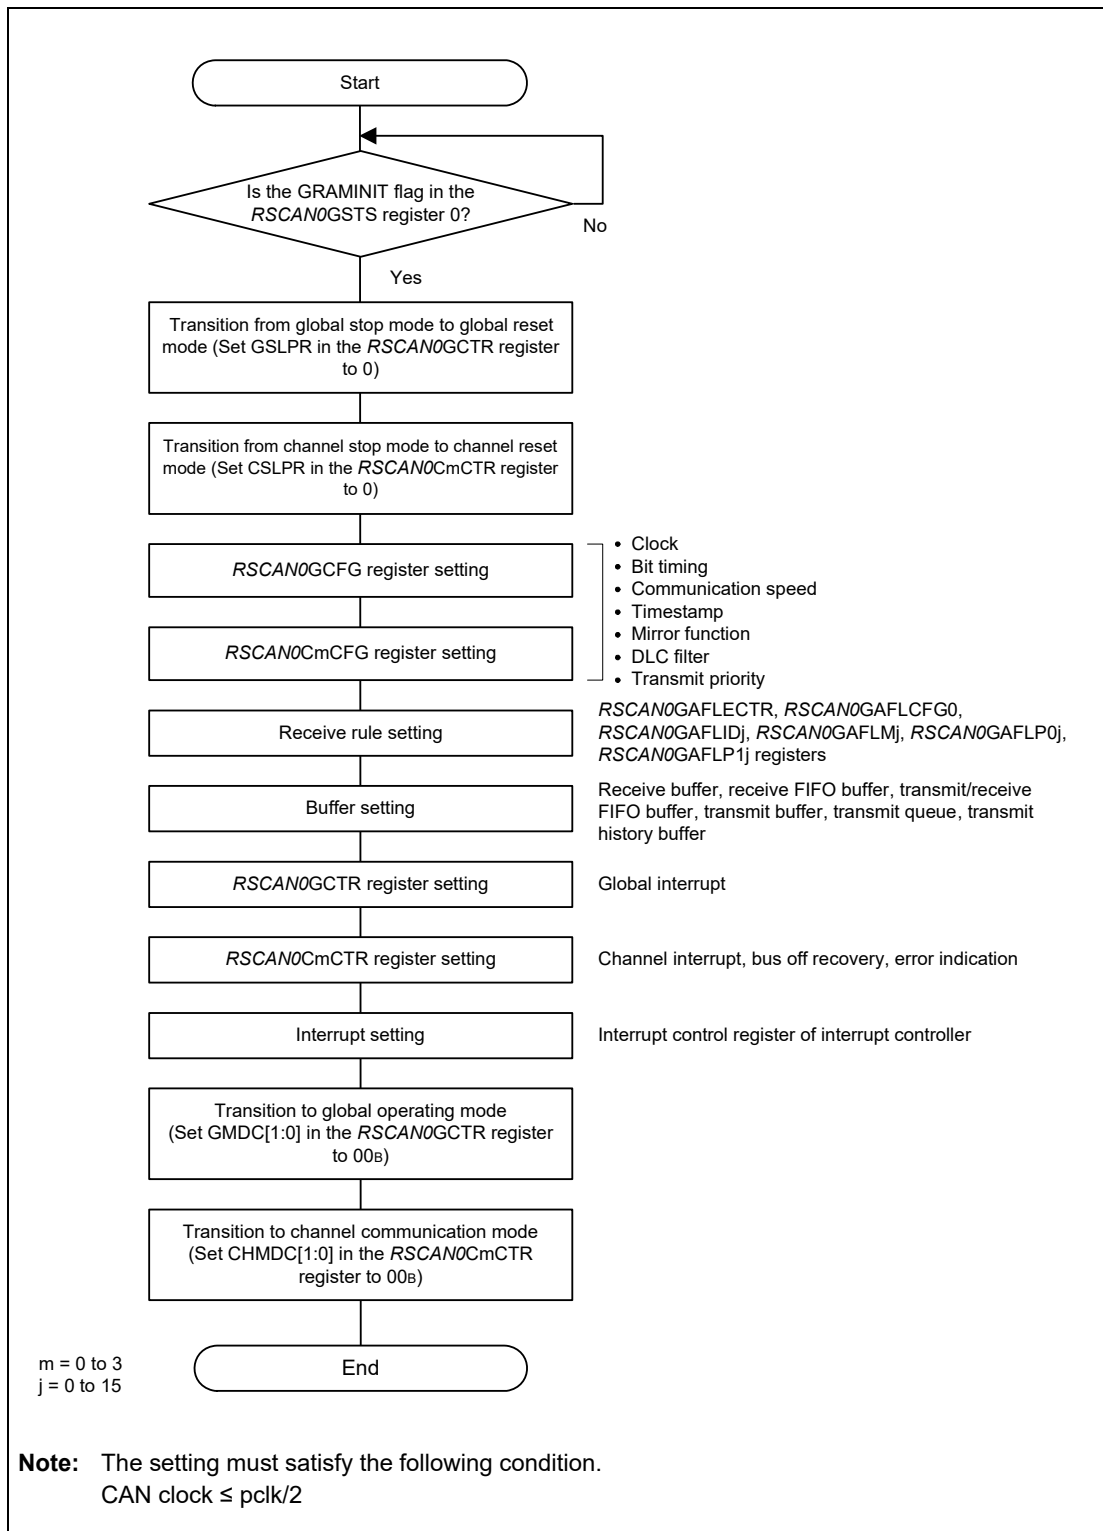 Start
Is the GRAMINIT flag in the
RSCAN0GSTS register 0?
No
Yes
Transition from global stop mode to global reset
mode (Set GSLPR in the RSCAN0GCTR register
to 0)
Transition from channel stop mode to channel reset
mode (Set CSLPR in the RSCAN0CmCTR register
to 0)
RSCAN0GCFG register setting
RSCAN0CmCFG register setting
• Clock
• Bit timing
• Communication speed
• Timestamp
• Mirror function
• DLC filter
• Transmit priority
Receive rule setting
RSCAN0GAFLECTR, RSCAN0GAFLCFG0,
RSCAN0GAFLIDj, RSCAN0GAFLMj, RSCAN0GAFLP0j,
RSCAN0GAFLP1j registers
Buffer setting
Receive buffer, receive FIFO buffer, transmit/receive
FIFO buffer, transmit buffer, transmit queue, transmit
history buffer
RSCAN0GCTR register setting
Global interrupt
RSCAN0CmCTR register setting
Channel interrupt, bus off recovery, error indication
Interrupt setting
Interrupt control register of interrupt controller
Transition to global operating mode
(Set GMDC[1:0] in the RSCAN0GCTR register
to 00B)
Transition to channel communication mode
(Set CHMDC[1:0] in the RSCAN0CmCTR
register to 00B)
End
m = 0 to 3
j = 0 to 15
Note: The setting must satisfy the following condition.
CAN clock ≤ pclk/2